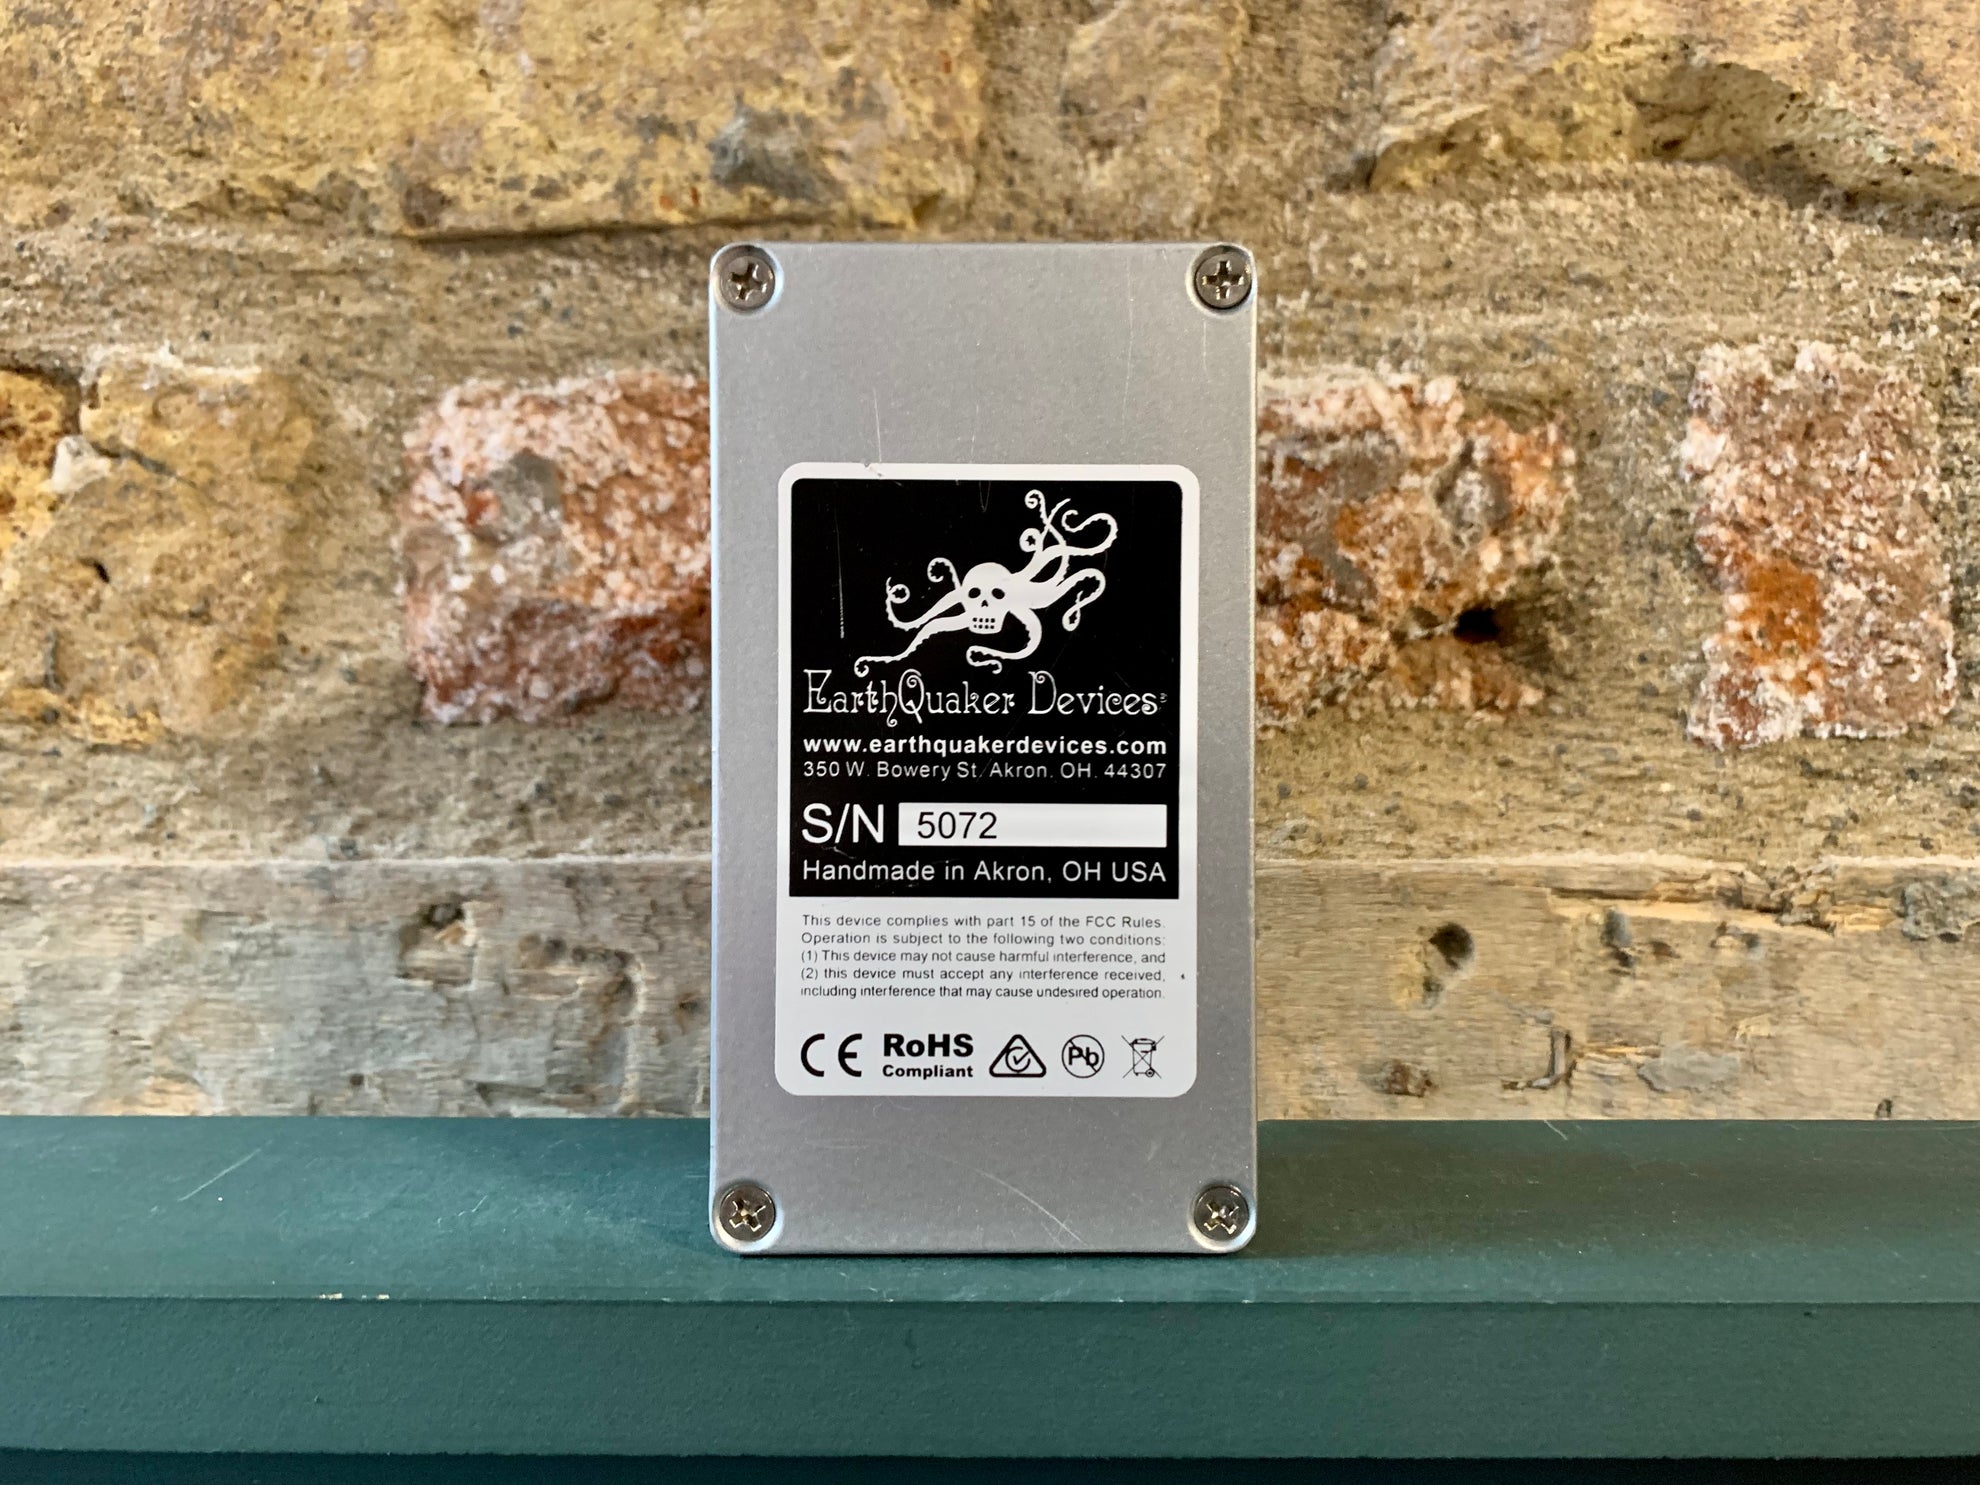 EarthQuaker Devices™
www.earthquakerdevices.com
350 W. Bowery St. Akron, OH. 44307
S/N 5072
Handmade in Akron, OH USA
This device complies with part 15 of the FCC Rules.
Operation is subject to the following two conditions:
(1) This device may not cause harmful interference, and
(2) this device must accept any interference received,
including interference that may cause undesired operation.
CE RoHS Pb
Compliant